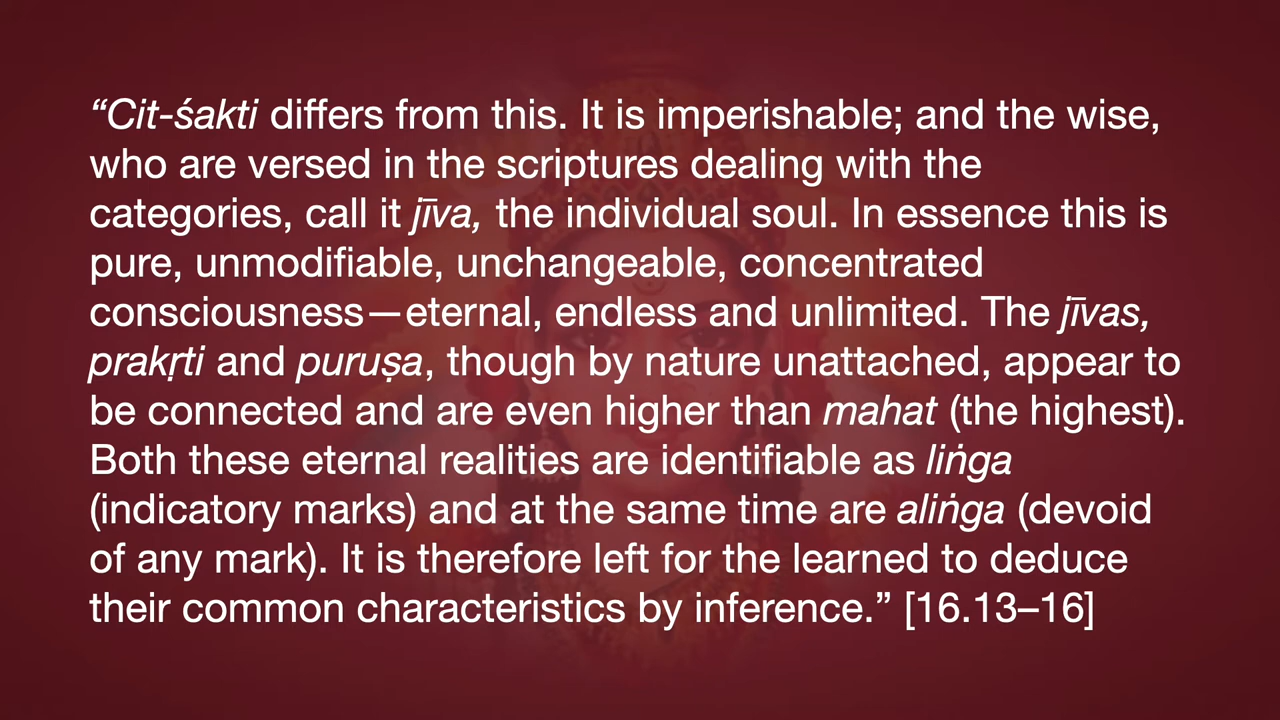 “Cit-śakti differs from this. It is imperishable; and the wise,
who are versed in the scriptures dealing with the
categories, call it jīva, the individual soul. In essence this is
pure, unmodifiable, unchangeable, concentrated
consciousness—eternal, endless and unlimited. The jīvas,
prakṛti and puruṣa, though by nature unattached, appear to
be connected and are even higher than mahat (the highest).
Both these eternal realities are identifiable as liṅga
(indicatory marks) and at the same time are aliṅga (devoid
of any mark). It is therefore left for the learned to deduce
their common characteristics by inference.” [16.13–16]